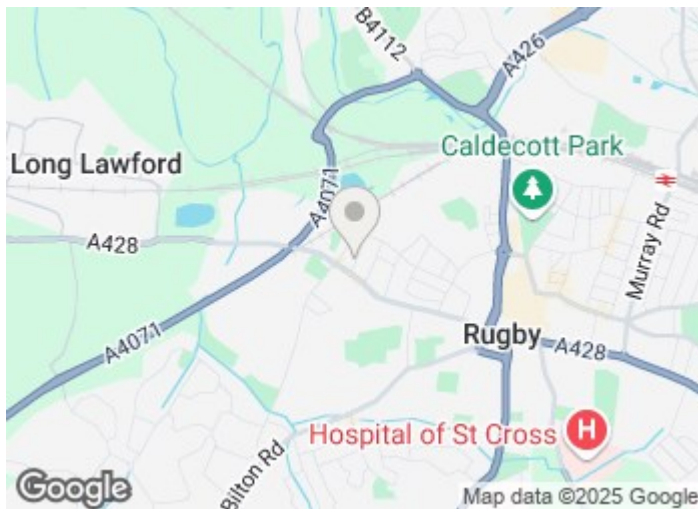 B4112
A426
Long Lawford
Caldecott Park
A4071
A428
Murray Rd
A4071
Rugby
A428
Hospital of St Cross
H
Bilton Rd
Google
Map data ©2025 Google